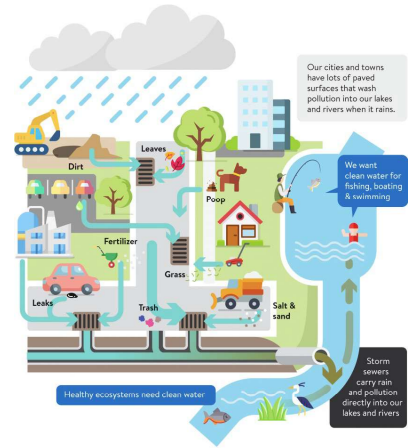 Our cities and towns
have lots of paved
surfaces that wash
pollution into our lakes
and rivers when it rains.
Leaves
Dirt
We want
clean water for
fishing, boating
& swimming
Poop
Fertilizer
Grass
Leaks
Trash
Salt &
sand
Storm
sewers
carry rain
and pollution
directly into our
lakes and rivers
Healthy ecosystems need clean water